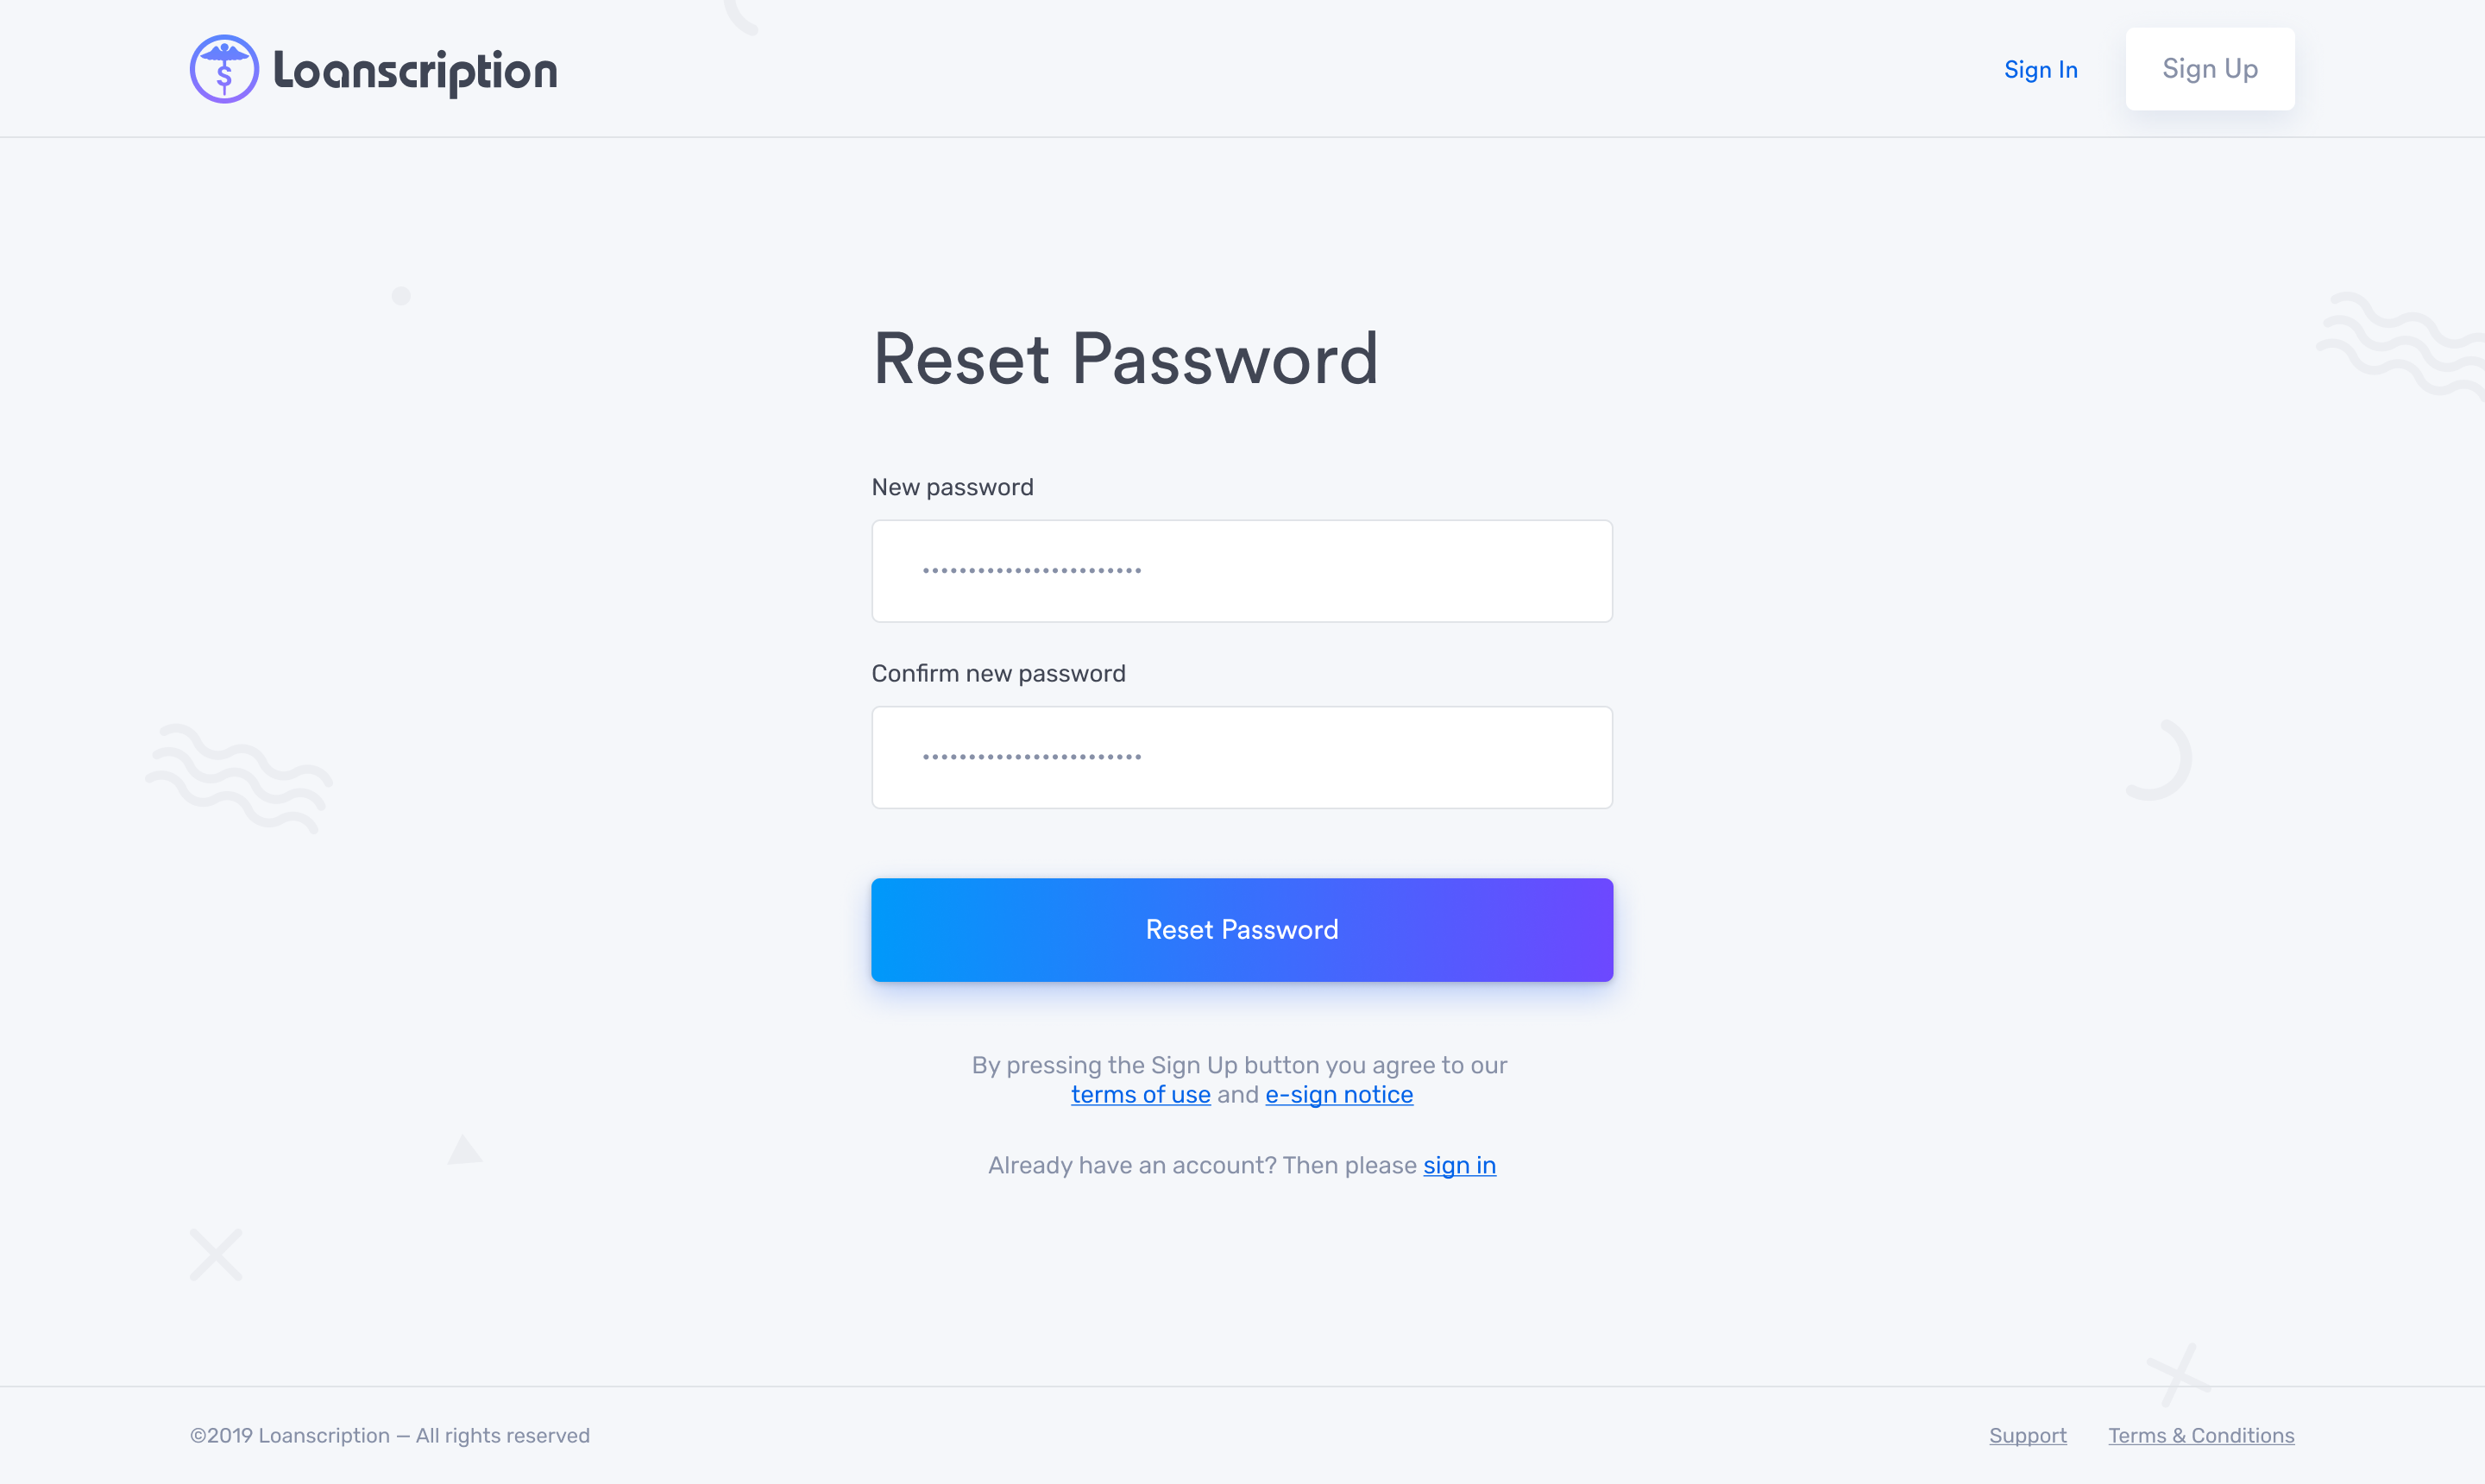 Loanscription
Sign In
Sign Up
Reset Password
New password
••••••••••••••••••••••••
Confirm new password
••••••••••••••••••••••••
Reset Password
By pressing the Sign Up button you agree to our
terms of use and e-sign notice
Already have an account? Then please sign in
©2019 Loanscription — All rights reserved
Support
Terms & Conditions